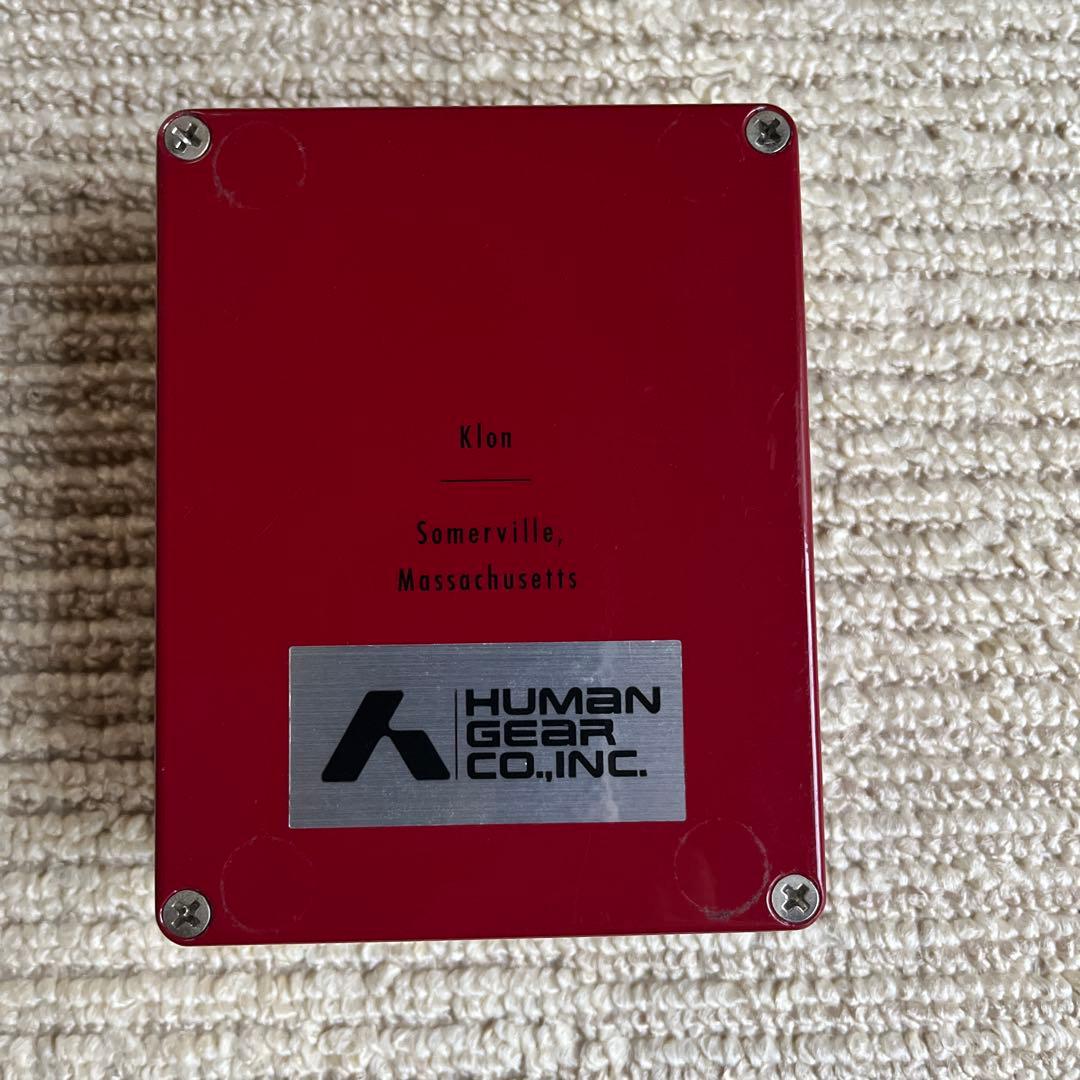 Klon
Somerville,
Massachusetts
HUMAN
GEAR
CO.,INC.